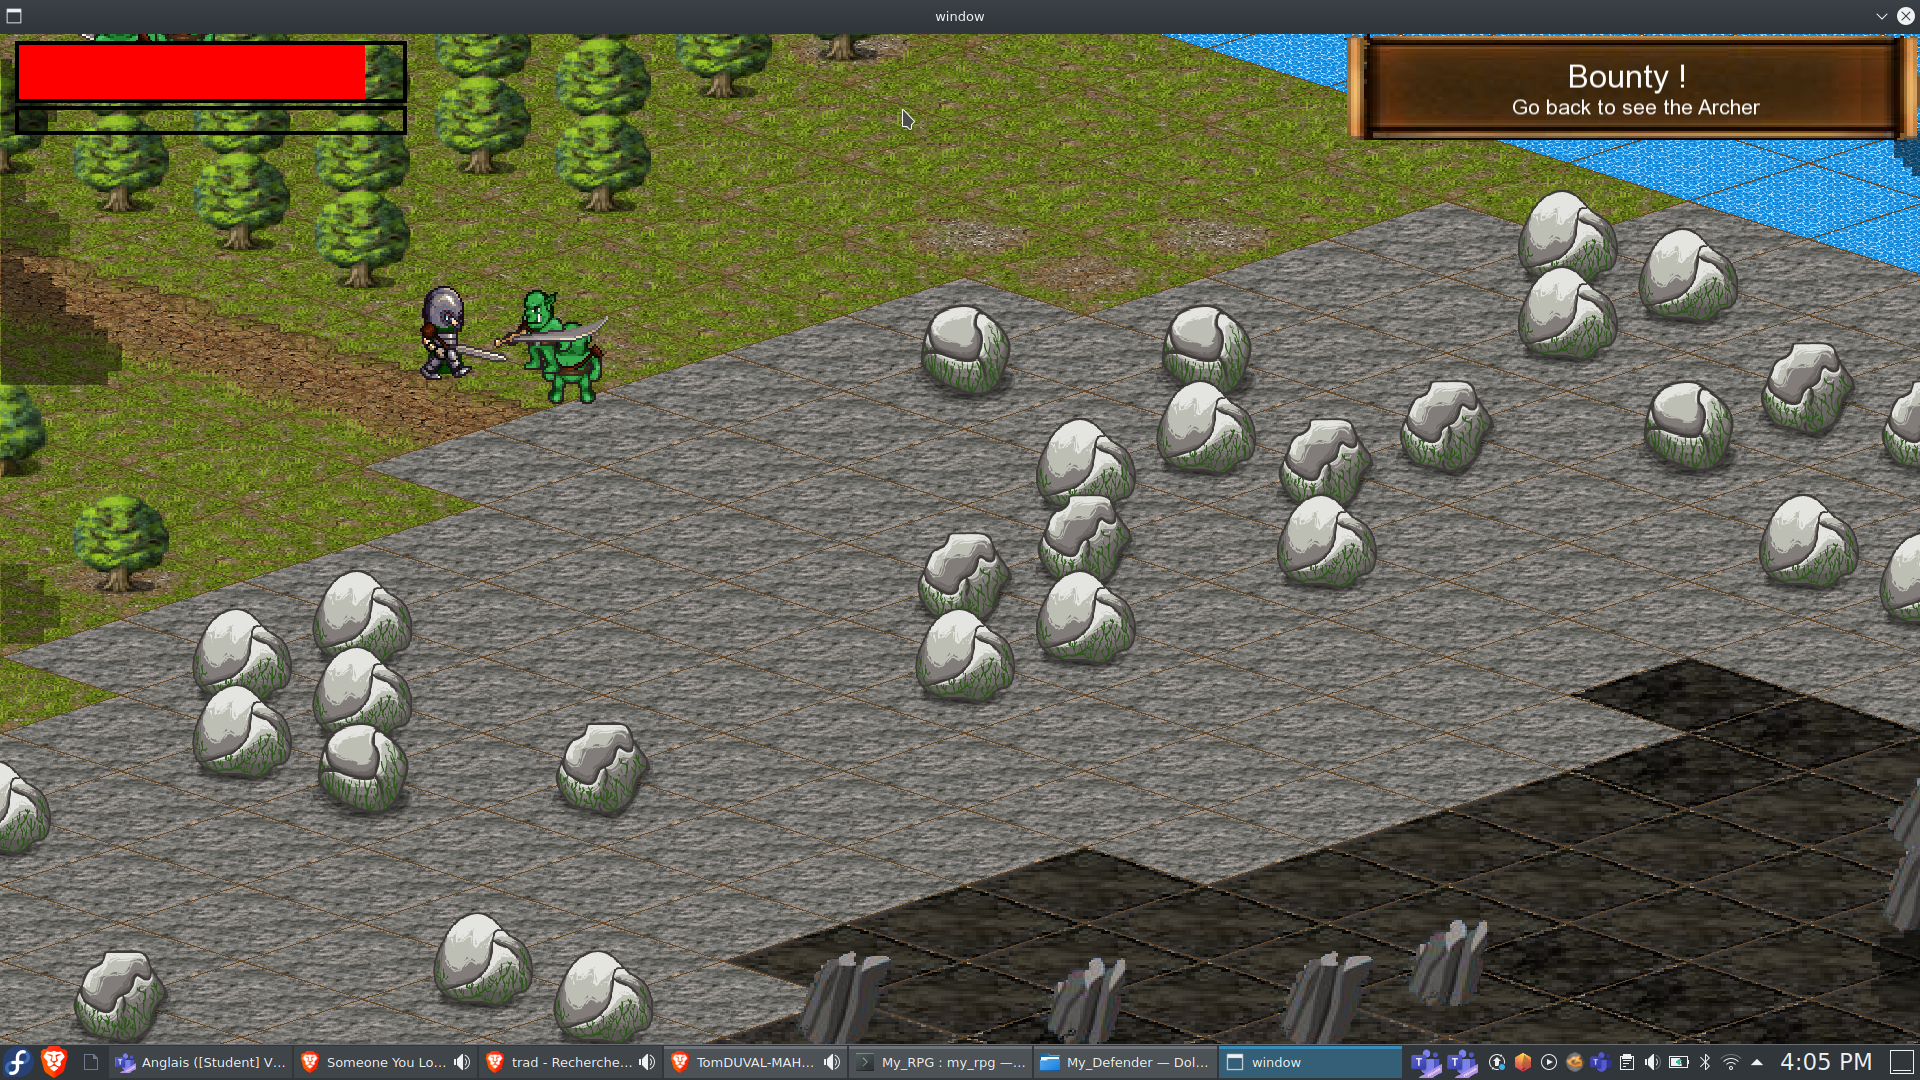 window
Bounty !
Go back to see the Archer
Anglais ([Student] V...
Someone You Lo...
trad - Recherche...
TomDUVAL-MAH...
My_RPG : my_rpg —...
My_Defender — Dol...
window
4:05 PM